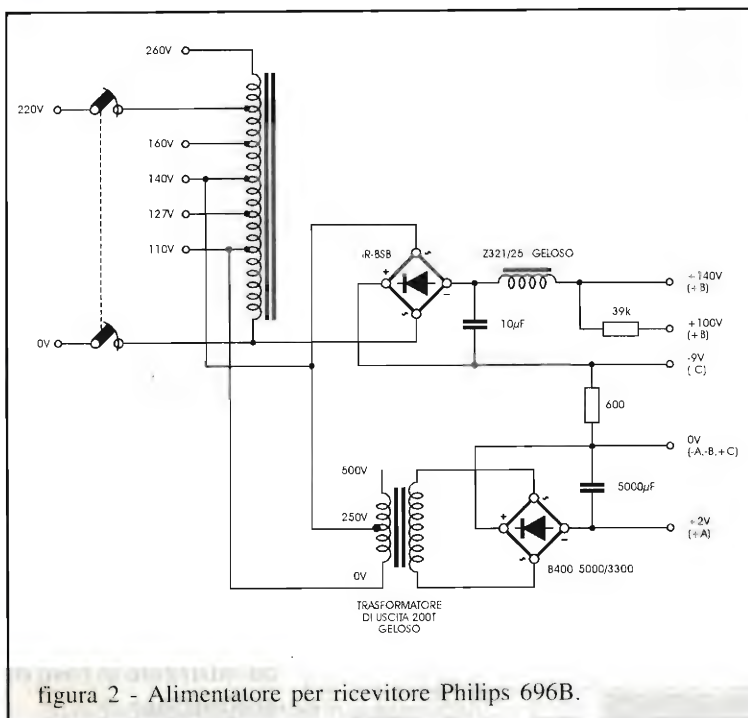 260V
220V
160V
140V
127V
110V
0V
-R-BSB
+
~
~
−
Z321/25 GELOSO
10µF
39k
+140V
(+B)
+100V
(+B)
-9V
( C)
600
0V
(-A.-B.+C)
5000µF
+2V
(+A)
500V
250V
0V
+
~
~
−
B400 5000/3300
TRASFORMATORE
DI USCITA 200T
GELOSO
figura 2 - Alimentatore per ricevitore Philips 696B.